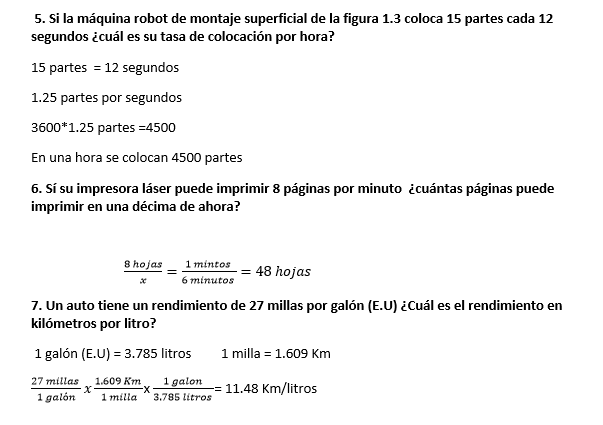 5. Si la máquina robot de montaje superficial de la figura 1.3 coloca 15 partes cada 12
segundos ¿cuál es su tasa de colocación por hora?
15 partes = 12 segundos
1.25 partes por segundos
3600*1.25 partes =4500
En una hora se colocan 4500 partes
6. Sí su impresora láser puede imprimir 8 páginas por minuto ¿cuántas páginas puede
imprimir en una décima de ahora?
8 hojas / x = 1 mintos / 6 minutos = 48 hojas
7. Un auto tiene un rendimiento de 27 millas por galón (E.U) ¿Cuál es el rendimiento en
kilómetros por litro?
1 galón (E.U) = 3.785 litros 1 milla = 1.609 Km
27 millas / 1 galón x 1.609 Km / 1 milla x 1 galon / 3.785 litros = 11.48 Km/litros